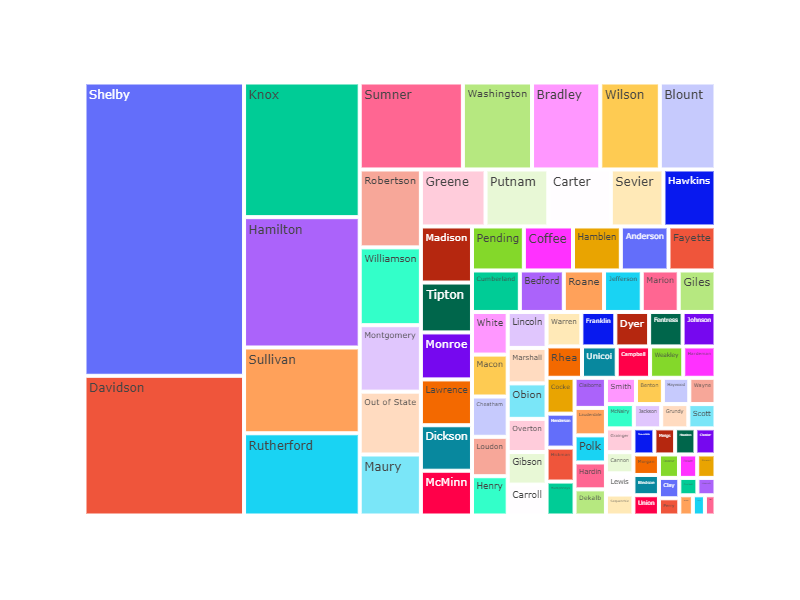 Shelby
Davidson
Knox
Hamilton
Sullivan
Rutherford
Sumner
Washington
Bradley
Wilson
Blount
Robertson
Williamson
Montgomery
Out of State
Maury
Greene
Putnam
Carter
Sevier
Hawkins
Madison
Tipton
Monroe
Lawrence
Dickson
McMinn
Pending
Coffee
Hamblen
Anderson
Fayette
Cumberland
Bedford
Roane
Jefferson
Marion
Giles
White
Macon
Cheatham
Loudon
Henry
Lincoln
Marshall
Obion
Overton
Gibson
Carroll
Warren
Franklin
Dyer
Fentress
Johnson
Rhea
Unicoi
Campbell
Weakley
Cocke
Henderson
Claiborne
Lauderdale
Polk
Hardin
Dekalb
Smith
Benton
Haywood
Wayne
McNairy
Jackson
Grundy
Scott
Grainger
Cannon
Lewis
Meigs
Clay
Union